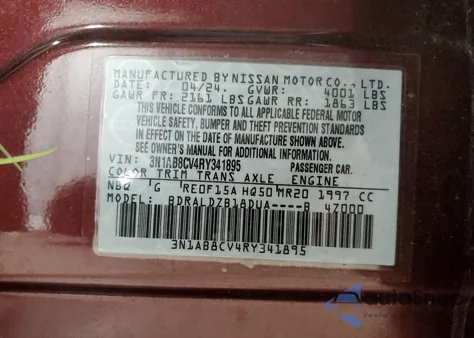 MANUFACTURED BY NISSAN MOTOR CO., LTD.
DATE: 04/24. GVWR: 4001 LBS
GAWR FR: 2161 LBS GAWR RR: 1863 LBS
THIS VEHICLE CONFORMS TO ALL APPLICABLE FEDERAL MOTOR
VEHICLE SAFETY, BUMPER, AND THEFT PREVENTION STANDARDS
IN EFFECT ON THE DATE OF MANUFACTURE SHOWN ABOVE.
SEE OWNER'S MANUAL FOR ADDITIONAL INFORMATION.
VIN: 3N1AB8CV4RY341895 PASSENGER CAR.
COLOR TRIM TRANS AXLE ENGINE
NBQ G RE0F15A HQ50 MR20 1997 CC
MODEL: BDRALDZB18DUA----B 4Z000
3N1AB8CV4RY341895